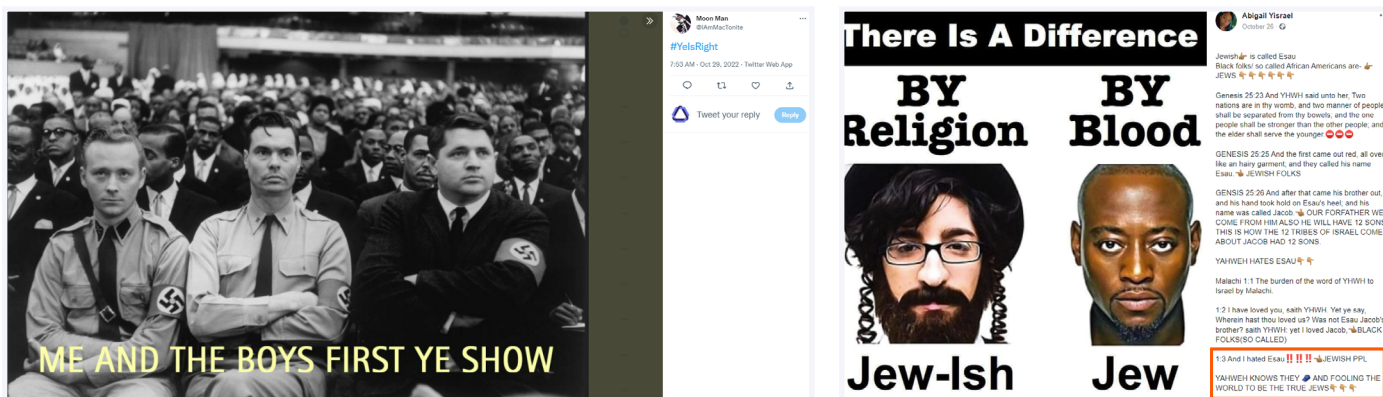 ME AND THE BOYS FIRST YE SHOW
Moon Man
@IAmMacTonite
#YeIsRight
7:53 AM · Oct 29, 2022 · Twitter Web App
Tweet your reply
Reply
There Is A Difference
BY Religion
BY Blood
Jew-Ish
Jew
Abigail Yisrael
October 26
Jewish👉🏽 is called Esau
Black folks/ so called African Americans are- 👉🏽
JEWS 👇🏽👇🏽👇🏽👇🏽👇🏽👇🏽
Genesis 25:23 And YHWH said unto her, Two
nations are in thy womb, and two manner of people
shall be separated from thy bowels; and the one
people shall be stronger than the other people; and
the elder shall serve the younger.⛔⛔⛔
GENESIS 25:25 And the first came out red, all over
like an hairy garment; and they called his name
Esau.👈🏽 JEWISH FOLKS
GENSIS 25:26 And after that came his brother out,
and his hand took hold on Esau's heel; and his
name was called Jacob.👈🏽 OUR FORFATHER WE
COME FROM HIM ALSO HE WILL HAVE 12 SONS
THIS IS HOW THE 12 TRIBES OF ISRAEL COME
ABOUT JACOB HAD 12 SONS.
YAHWEH HATES ESAU👇🏽👇🏽
Malachi 1:1 The burden of the word of YHWH to
Israel by Malachi.
1:2 I have loved you, saith YHWH. Yet ye say,
Wherein hast thou loved us? Was not Esau Jacob's
brother? saith YHWH: yet I loved Jacob,👈🏽BLACK
FOLKS(SO CALLED)
1:3 And I hated Esau‼️‼️‼️👈🏽JEWISH PPL
YAHWEH KNOWS THEY 🧢 AND FOOLING THE
WORLD TO BE THE TRUE JEWS👇🏽👇🏽👇🏽